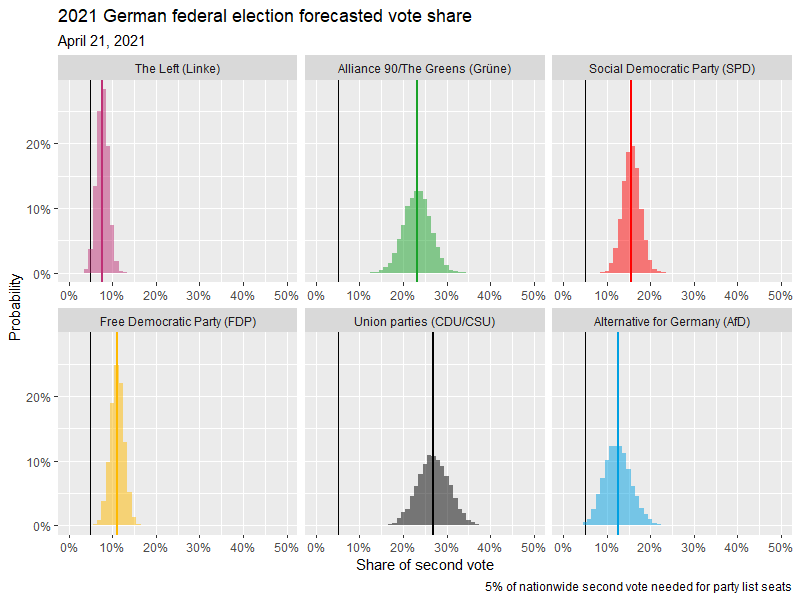 2021 German federal election forecasted vote share
April 21, 2021
The Left (Linke) Alliance 90/The Greens (Grüne) Social Democratic Party (SPD)
20%
10%
0%
0% 10% 20% 30% 40% 50% 0% 10% 20% 30% 40% 50% 0% 10% 20% 30% 40% 50%
Probability
Free Democratic Party (FDP) Union parties (CDU/CSU) Alternative for Germany (AfD)
20%
10%
0%
0% 10% 20% 30% 40% 50% 0% 10% 20% 30% 40% 50% 0% 10% 20% 30% 40% 50%
Share of second vote
5% of nationwide second vote needed for party list seats